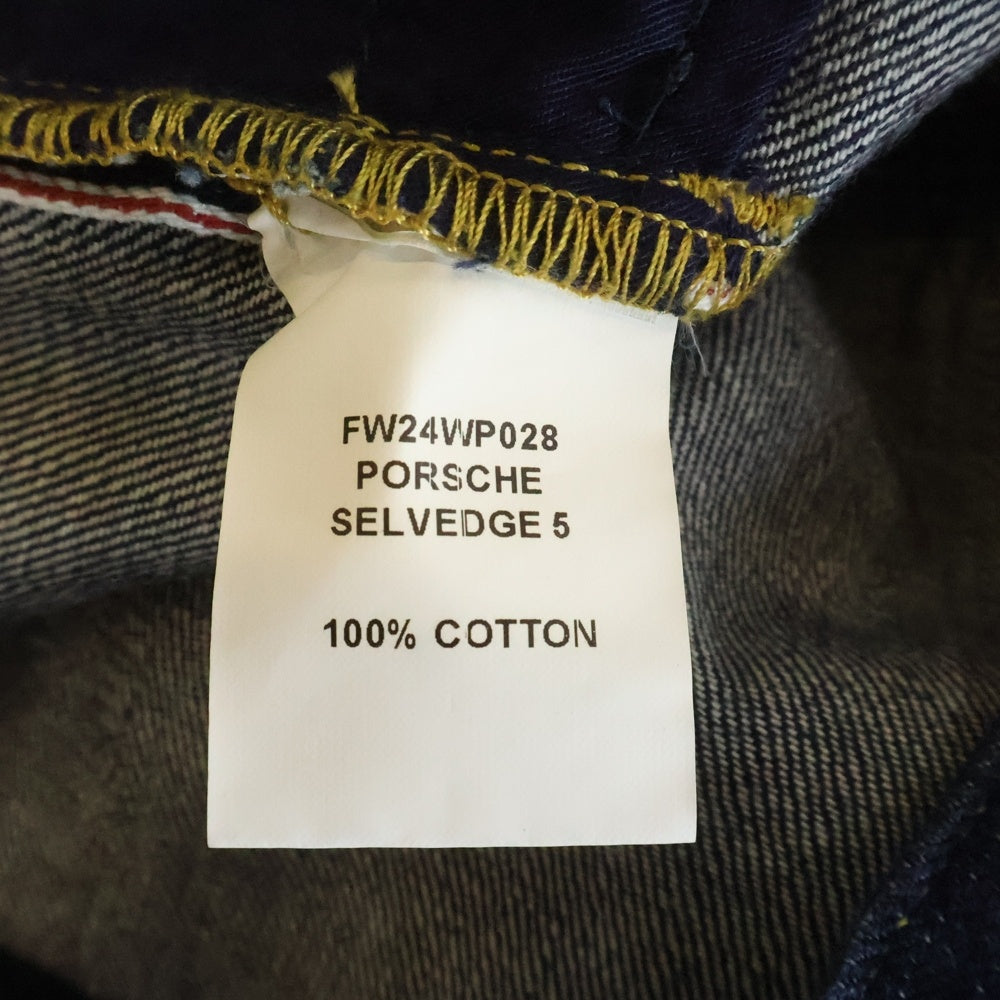 FW24WP028
PORSCHE
SELVEDGE 5
100% COTTON